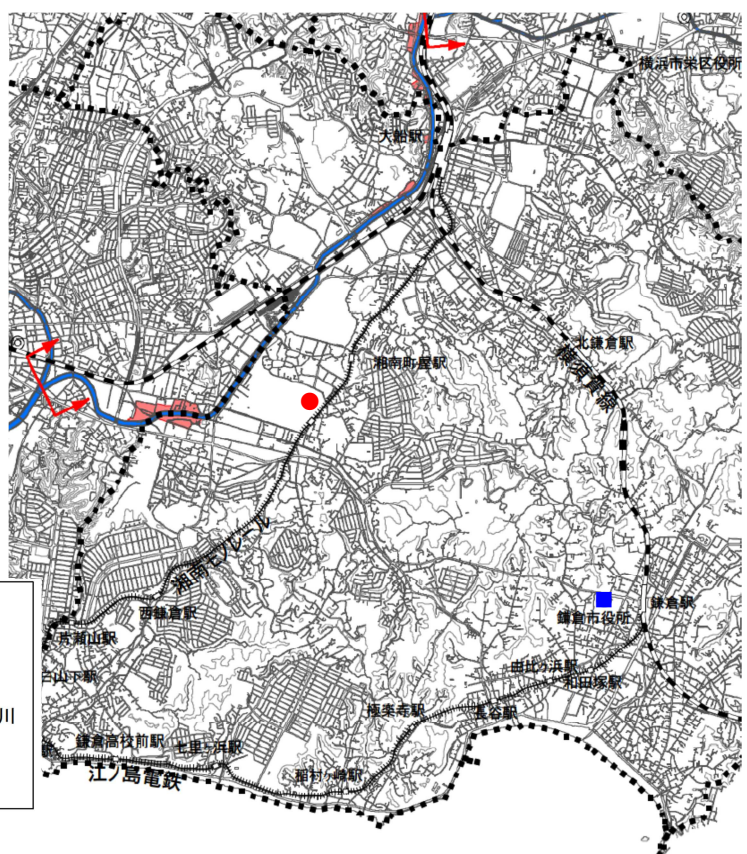 横浜市栄区役所
大船駅
北鎌倉駅
横須賀線
湘南町屋駅
湘南モノレール
西鎌倉駅
片瀬山駅
鎌倉市役所
鎌倉駅
由比ヶ浜駅
和田塚駅
長谷駅
極楽寺駅
稲村ヶ崎駅
七里ヶ浜駅
鎌倉高校前駅
江ノ島電鉄
白山下駅
駅
川